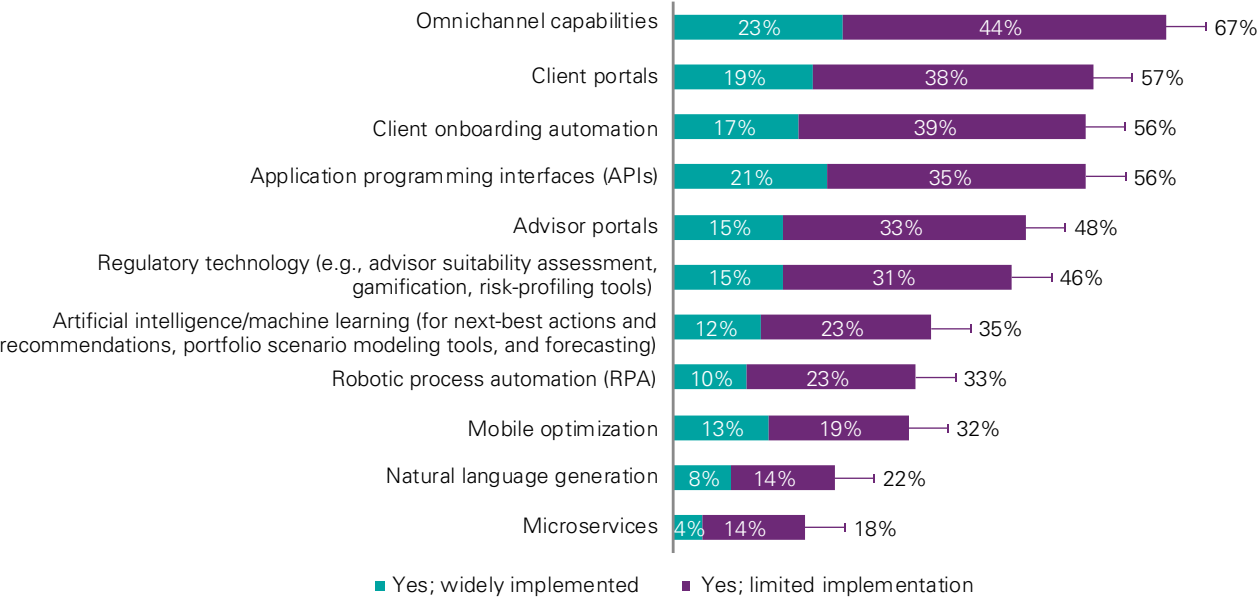 Omnichannel capabilities 23% 44% 67%
Client portals 19% 38% 57%
Client onboarding automation 17% 39% 56%
Application programming interfaces (APIs) 21% 35% 56%
Advisor portals 15% 33% 48%
Regulatory technology (e.g., advisor suitability assessment,
gamification, risk-profiling tools) 15% 31% 46%
Artificial intelligence/machine learning (for next-best actions and
recommendations, portfolio scenario modeling tools, and forecasting) 12% 23% 35%
Robotic process automation (RPA) 10% 23% 33%
Mobile optimization 13% 19% 32%
Natural language generation 8% 14% 22%
Microservices 4% 14% 18%
Yes; widely implemented Yes; limited implementation